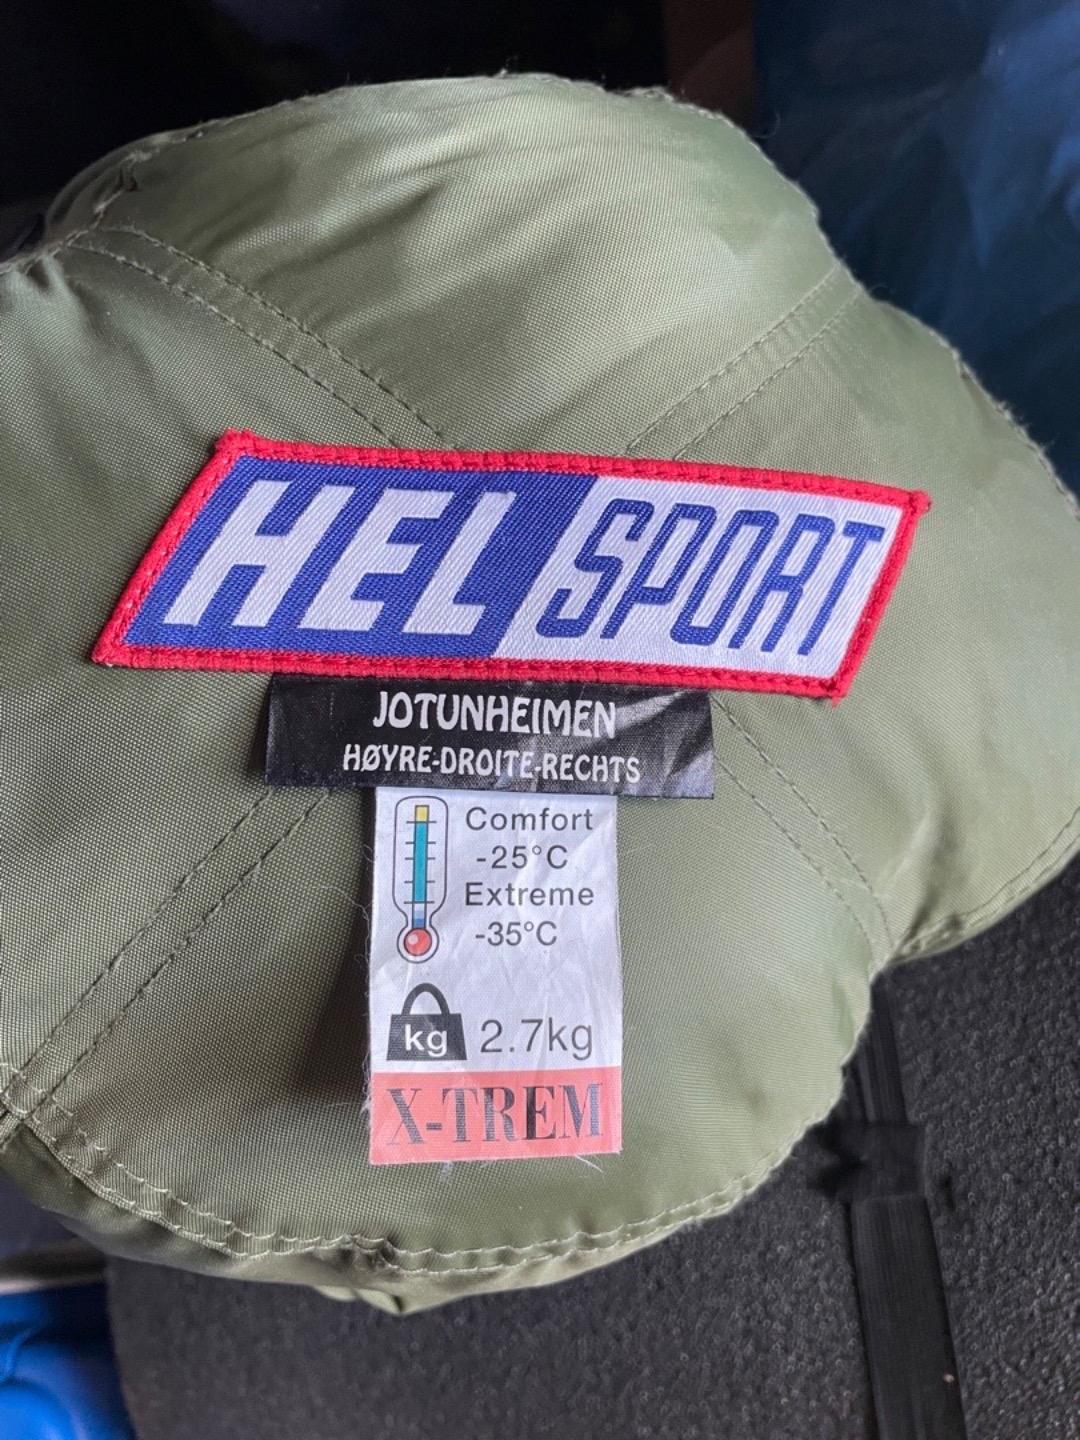 HEL SPORT
JOTUNHEIMEN
HØYRE-DROITE-RECHTS
Comfort
-25°C
Extreme
-35°C
kg 2.7kg
X-TREM